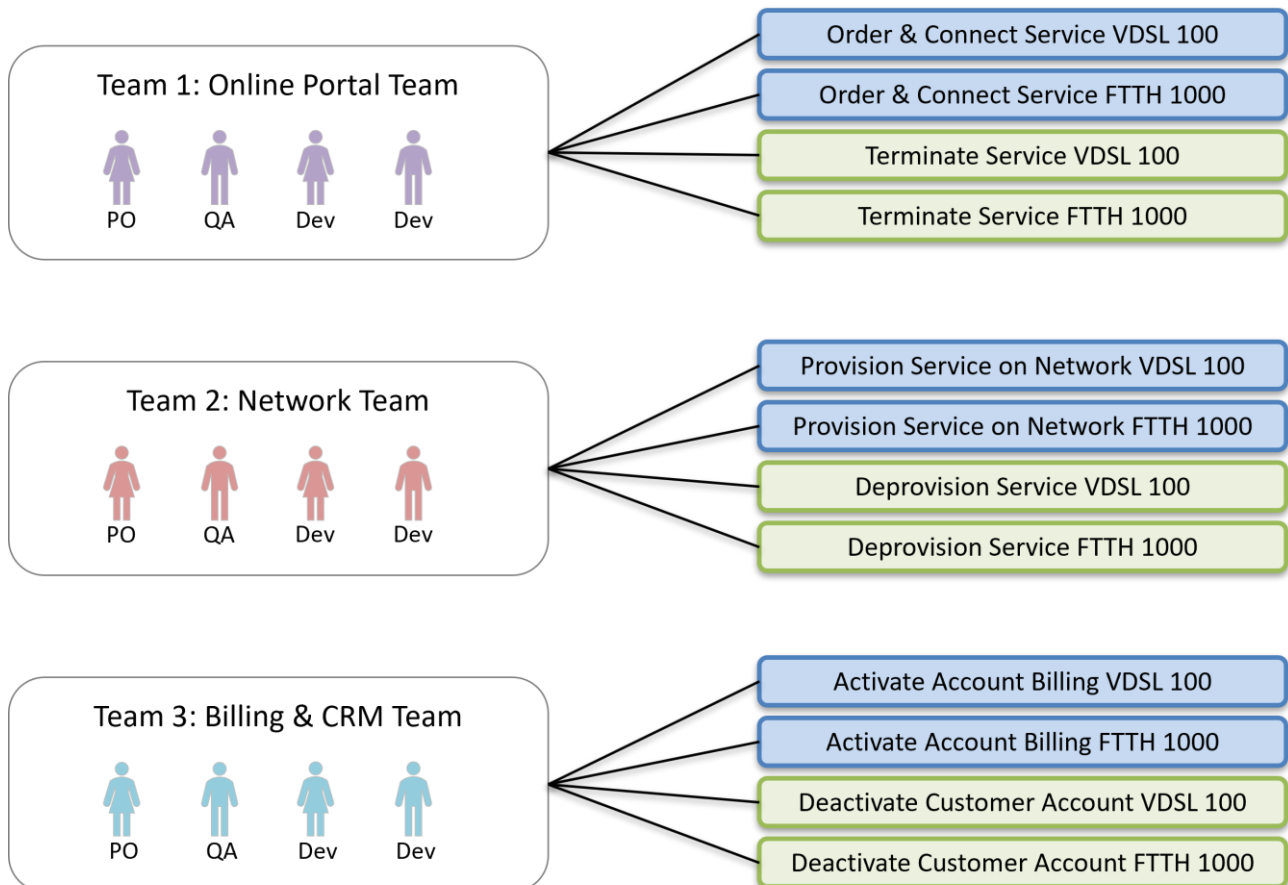 Team 1: Online Portal Team
PO QA Dev Dev
Order & Connect Service VDSL 100
Order & Connect Service FTTH 1000
Terminate Service VDSL 100
Terminate Service FTTH 1000
Team 2: Network Team
PO QA Dev Dev
Provision Service on Network VDSL 100
Provision Service on Network FTTH 1000
Deprovision Service VDSL 100
Deprovision Service FTTH 1000
Team 3: Billing & CRM Team
PO QA Dev Dev
Activate Account Billing VDSL 100
Activate Account Billing FTTH 1000
Deactivate Customer Account VDSL 100
Deactivate Customer Account FTTH 1000